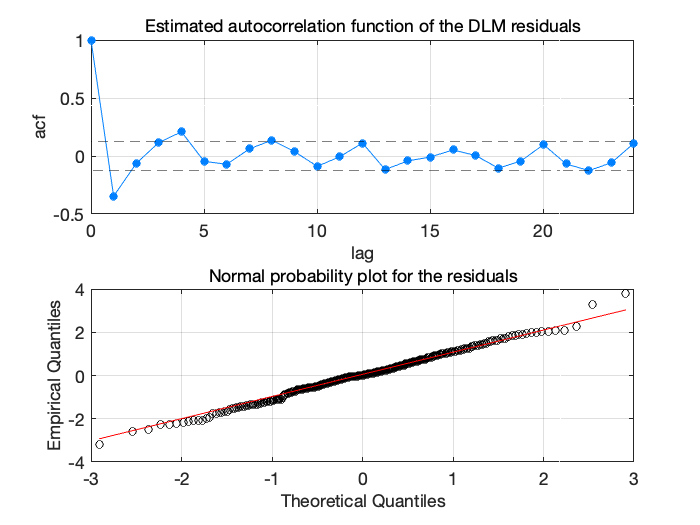 Estimated autocorrelation function of the DLM residuals
1
0.5
0
-0.5
acf
0 5 10 15 20
lag
Normal probability plot for the residuals
4
2
0
-2
-4
Empirical Quantiles
-3 -2 -1 0 1 2 3
Theoretical Quantiles